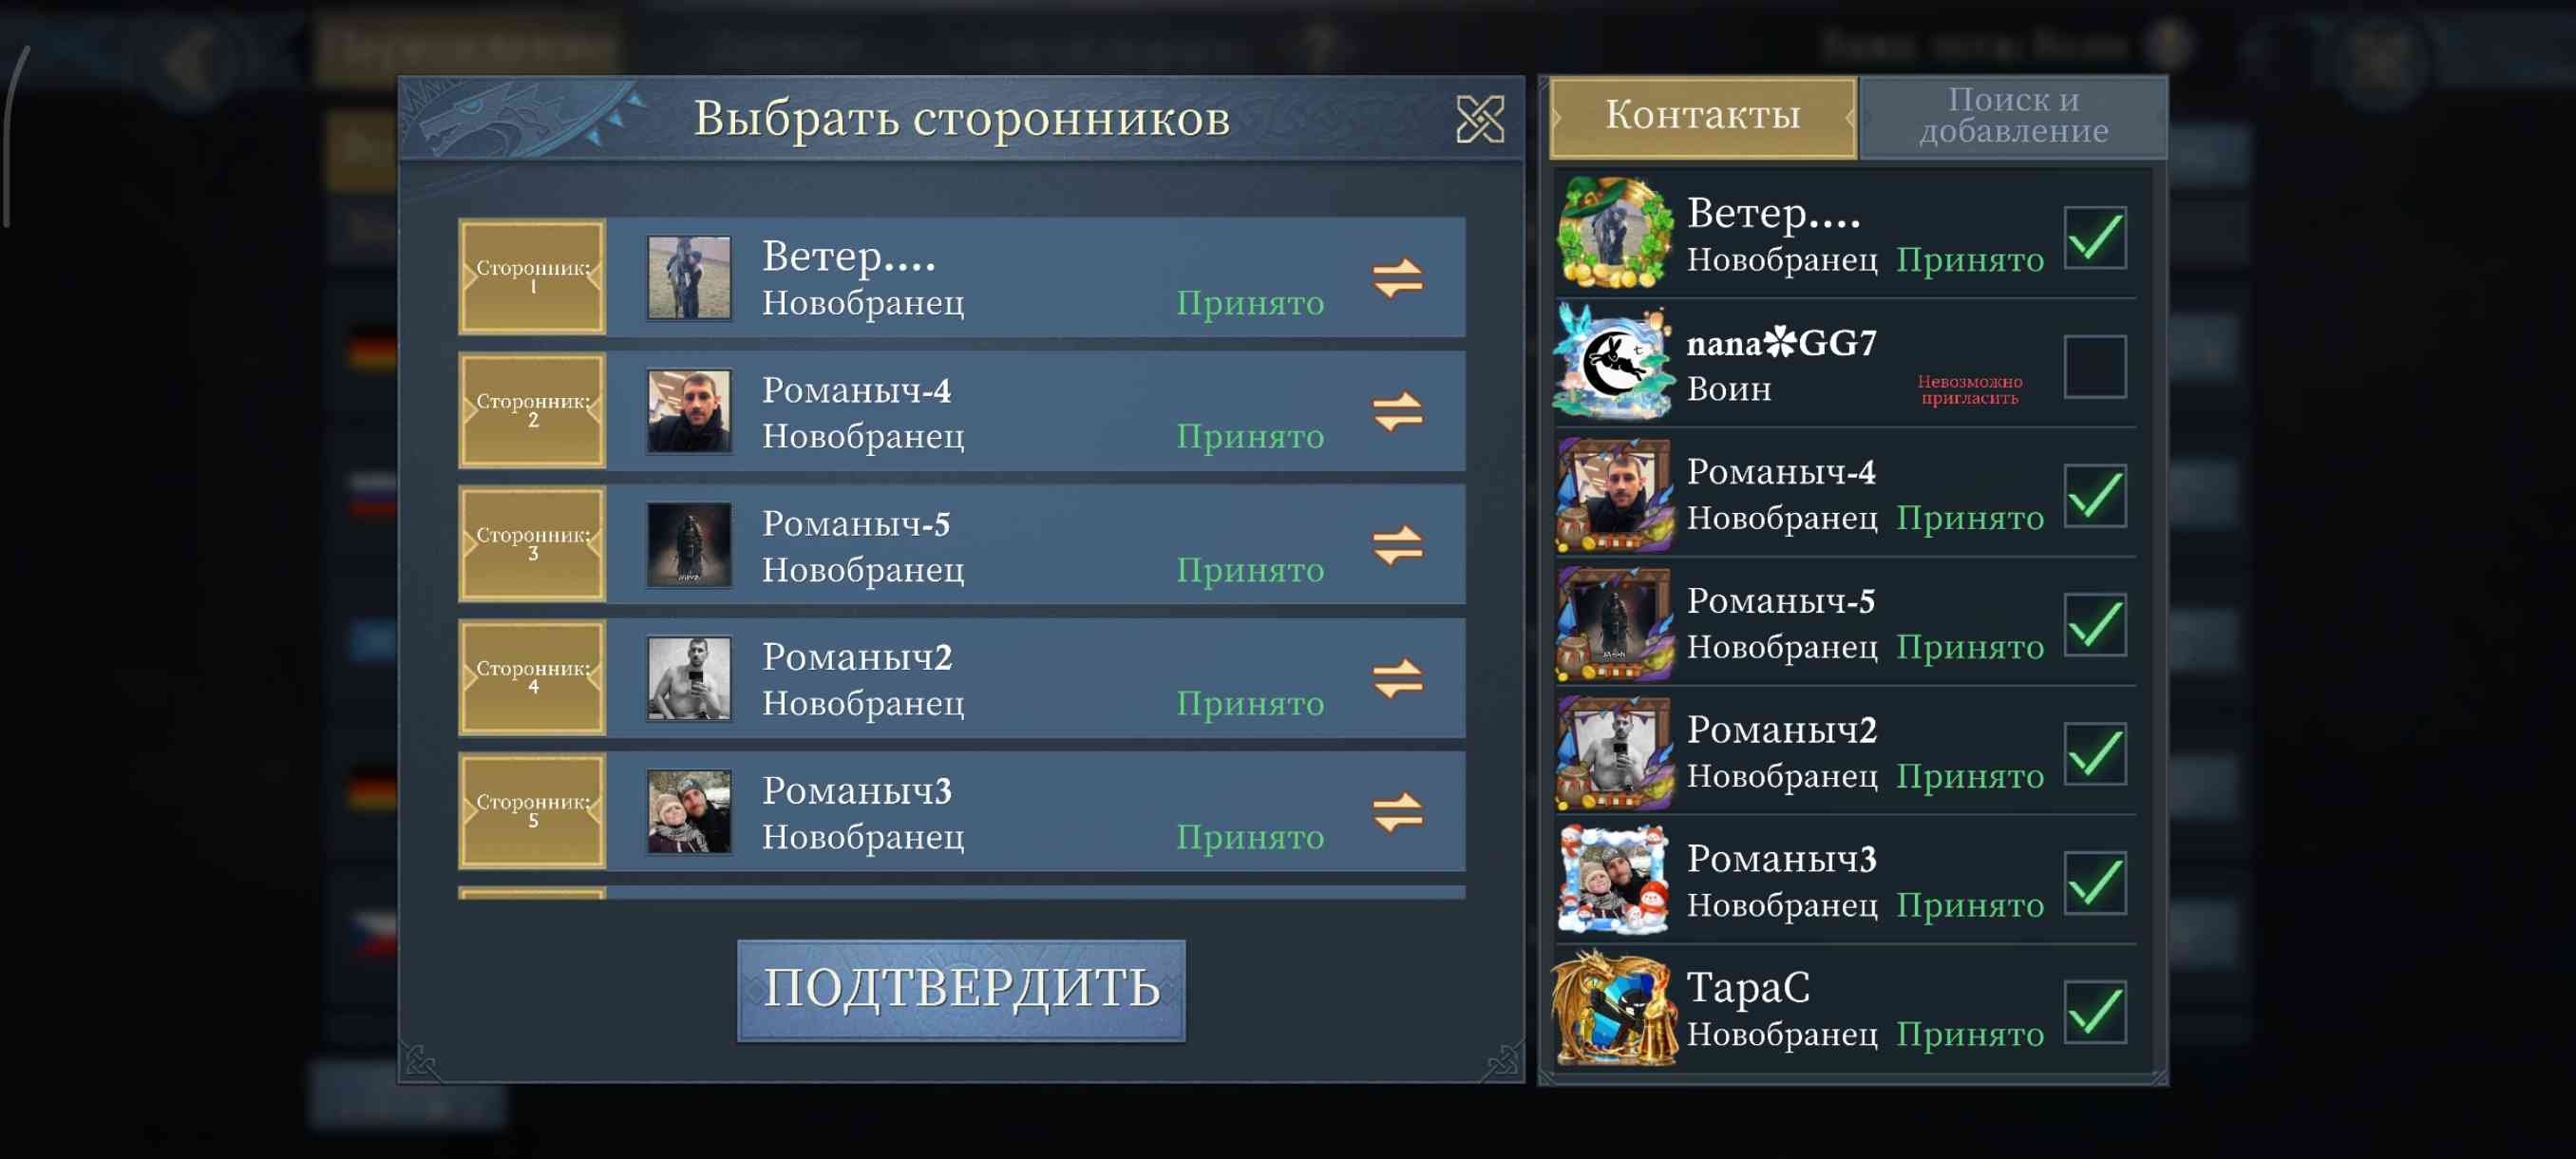 Выбрать сторонников
Сторонник:
1
Ветер....
Новобранец
Принято
Сторонник:
2
Романыч-4
Новобранец
Принято
Сторонник:
3
Романыч-5
Новобранец
Принято
Сторонник:
4
Романыч2
Новобранец
Принято
Сторонник:
5
Романыч3
Новобранец
Принято
ПОДТВЕРДИТЬ
Контакты
Поиск и
добавление
Ветер....
Новобранец Принято
nana✽GG7
Воин
Невозможно
пригласить
Романыч-4
Новобранец Принято
Романыч-5
Новобранец Принято
Романыч2
Новобранец Принято
Романыч3
Новобранец Принято
ТараС
Новобранец Принято